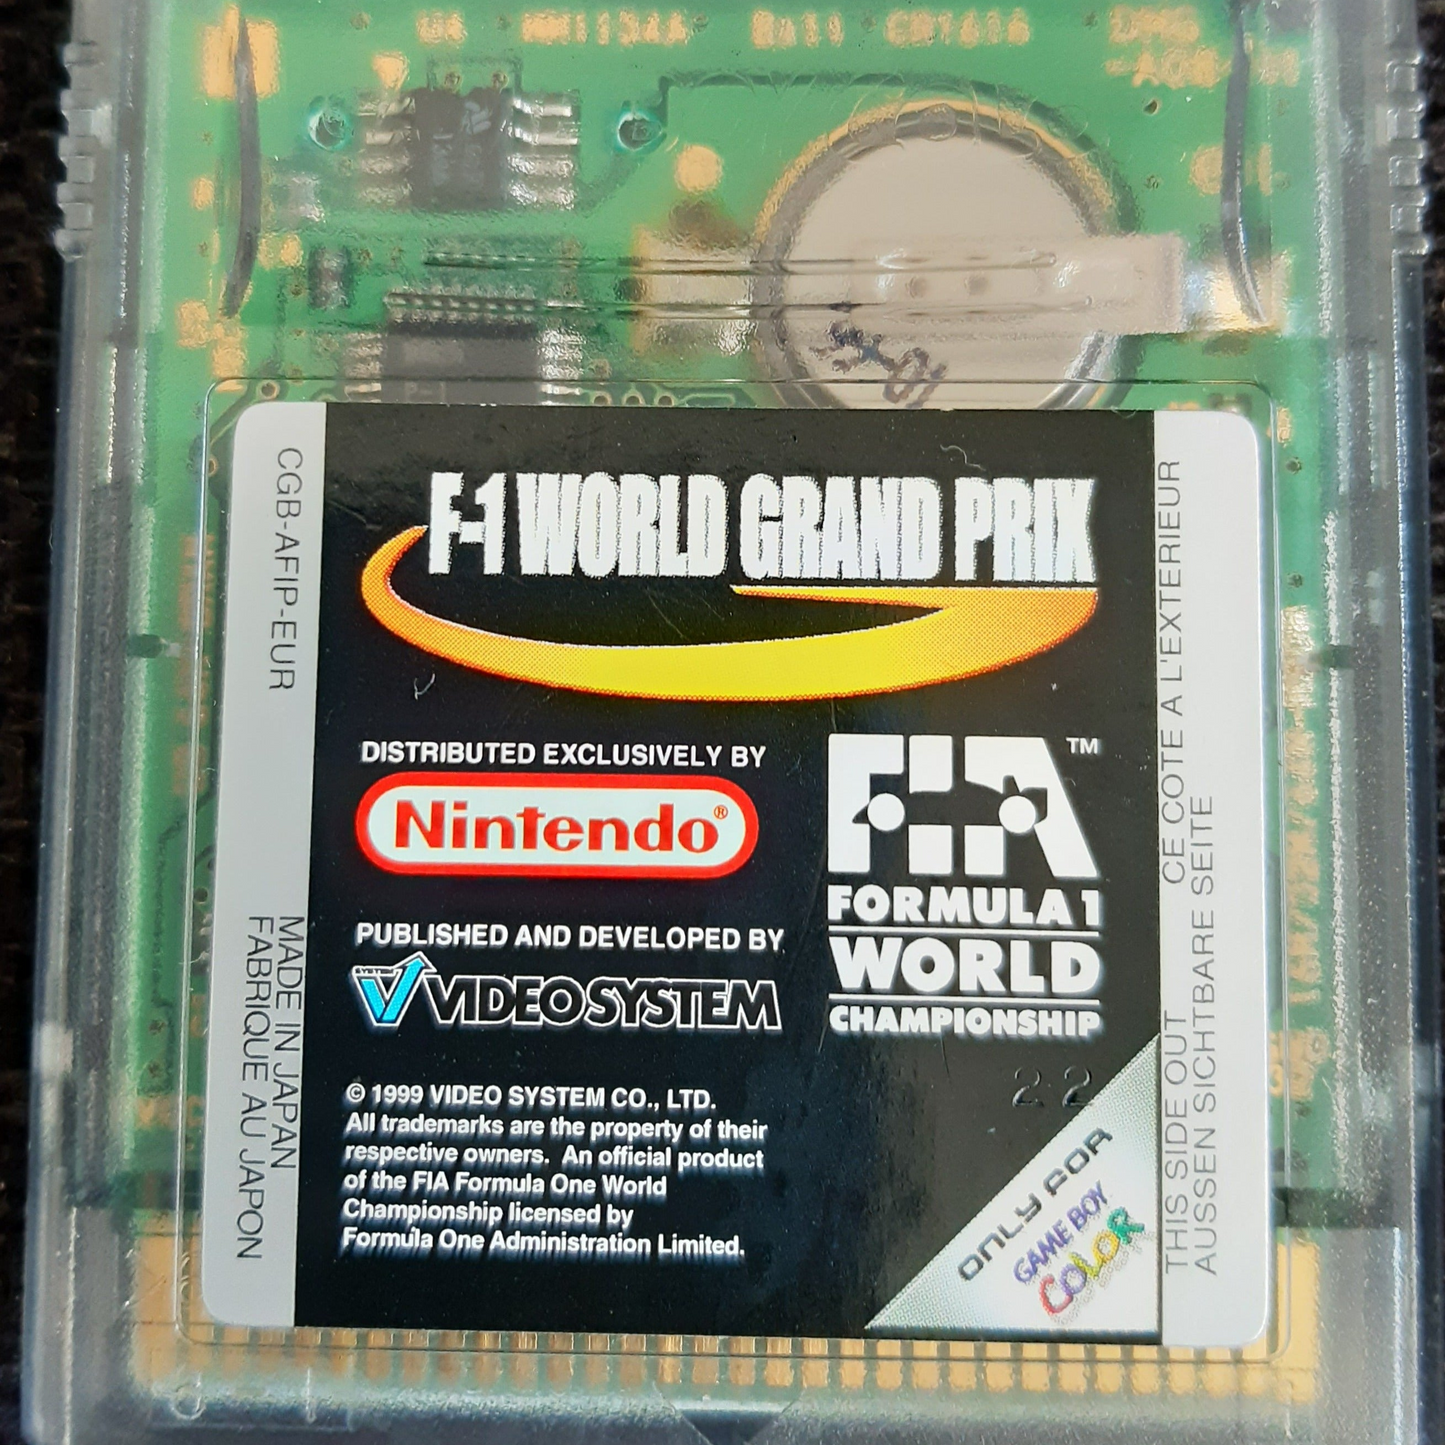 CGB-AFIP-EUR
MADE IN JAPAN
FABRIQUE AU JAPON
F-1 WORLD GRAND PRIX
DISTRIBUTED EXCLUSIVELY BY
Nintendo®
PUBLISHED AND DEVELOPED BY
VIDEO SYSTEM
© 1999 VIDEO SYSTEM CO., LTD.
All trademarks are the property of their
respective owners. An official product
of the FIA Formula One World
Championship licensed by
Formula One Administration Limited.
FIA™
FORMULA 1
WORLD
CHAMPIONSHIP
22
ONLY FOR
GAME BOY
COLOR
THIS SIDE OUT CE COTE A L'EXTERIEUR
AUSSEN SICHTBARE SEITE